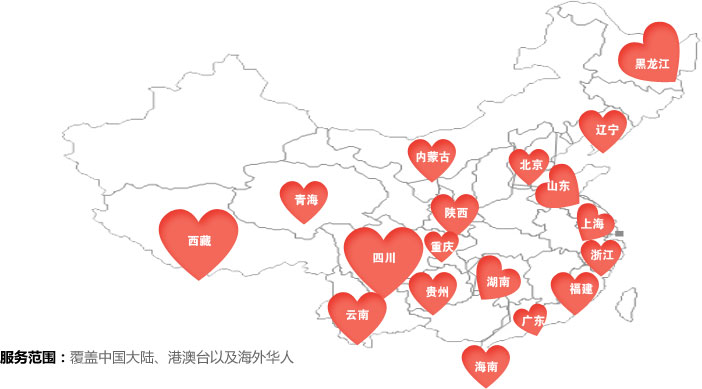 黑龙江
辽宁
内蒙古
北京
山东
青海
陕西
上海
西藏
重庆
浙江
四川
湖南
贵州
福建
云南
广东
海南
服务范围：覆盖中国大陆、港澳台以及海外华人